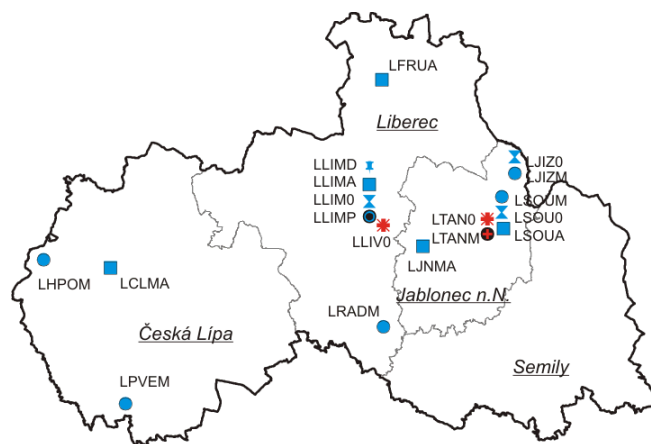 LFRUA
Liberec
LLIMD
LLIMA
LLIM0
LLIMP
LLIV0
LJIZ0
LJIZM
LSOUM
LSOU0
LSOUA
LTAN0
LTANM
LJNMA
LHPOM
LCLMA
Jablonec n.N.
LRADM
Česká Lípa
Semily
LPVEM